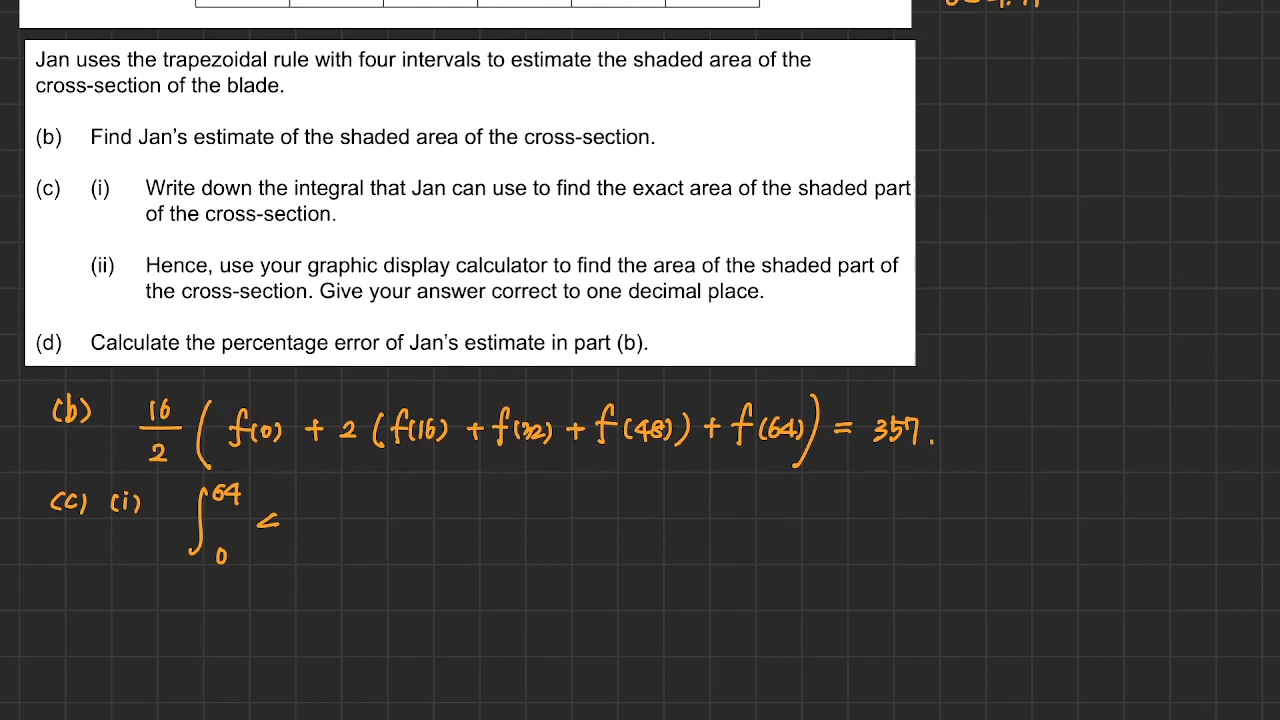 Jan uses the trapezoidal rule with four intervals to estimate the shaded area of the
cross-section of the blade.
(b) Find Jan's estimate of the shaded area of the cross-section.
(c) (i) Write down the integral that Jan can use to find the exact area of the shaded part
of the cross-section.
(ii) Hence, use your graphic display calculator to find the area of the shaded part of
the cross-section. Give your answer correct to one decimal place.
(d) Calculate the percentage error of Jan's estimate in part (b).
(b) 16/2 ( f(0) + 2 ( f(16) + f(32) + f(48) ) + f(64) ) = 357.
(c) (i) ∫₀⁶⁴